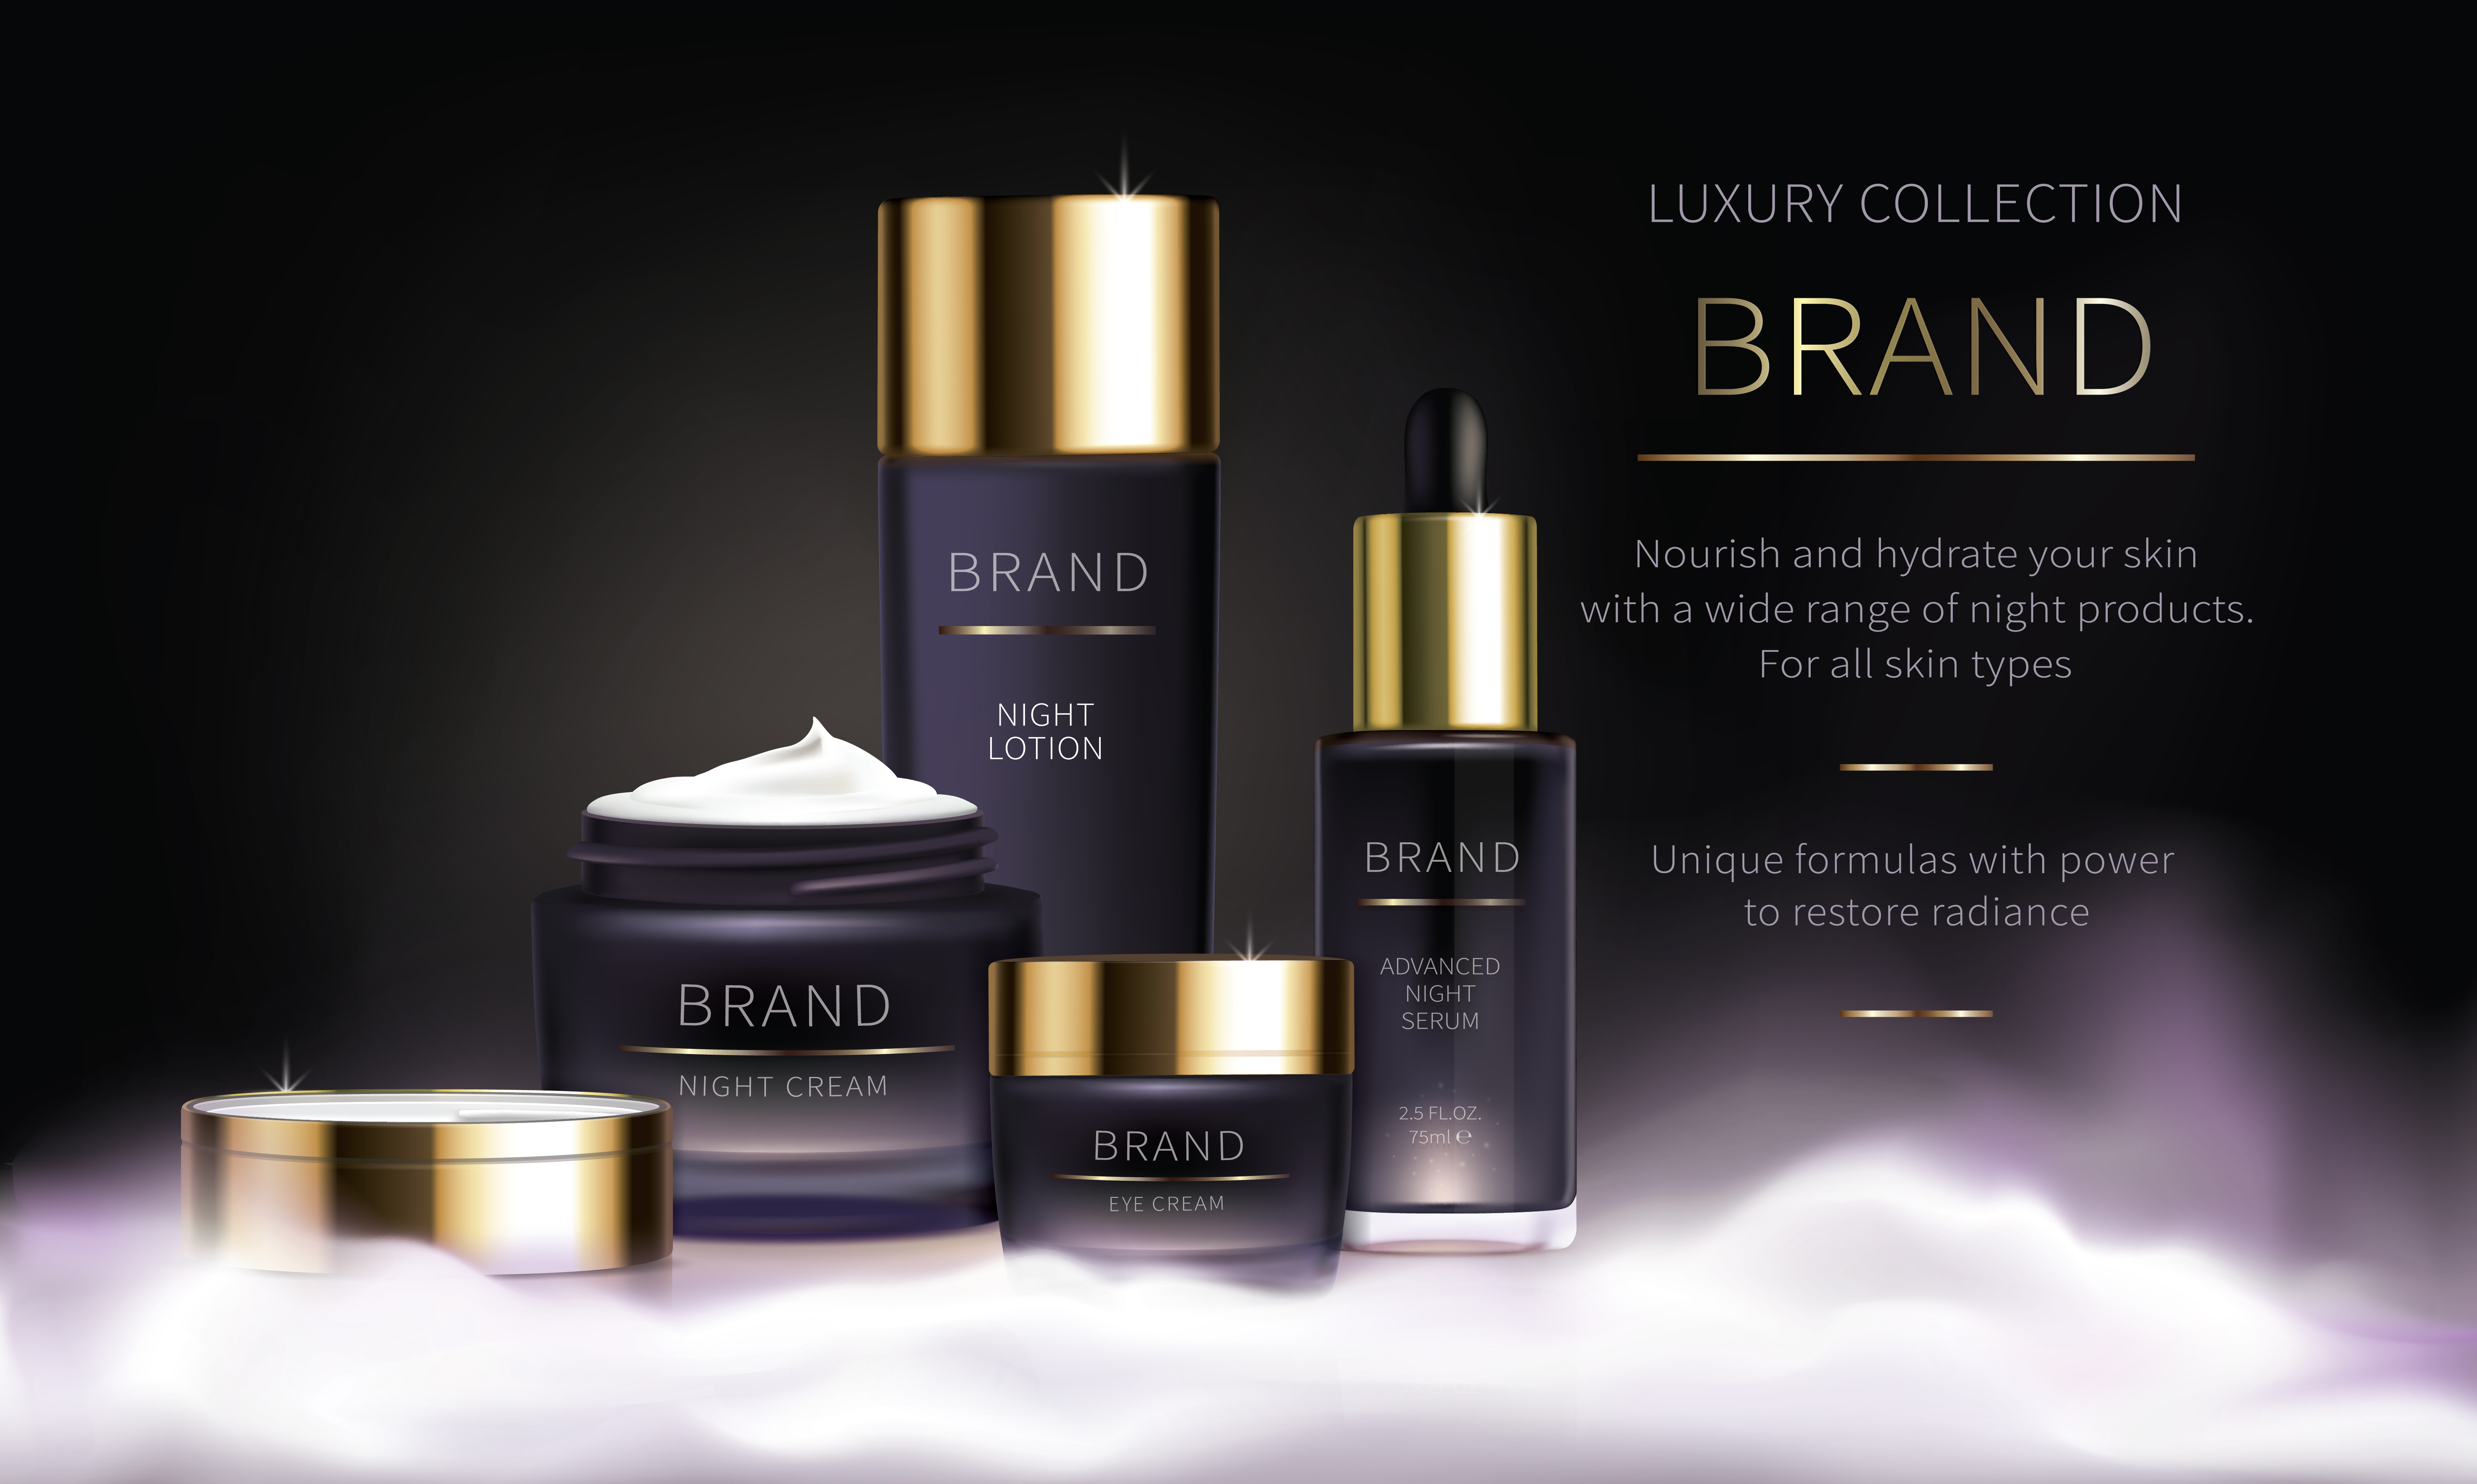 LUXURY COLLECTION
BRAND
Nourish and hydrate your skin
with a wide range of night products.
For all skin types
Unique formulas with power
to restore radiance
BRAND
NIGHT
LOTION
BRAND
NIGHT CREAM
BRAND
EYE CREAM
BRAND
ADVANCED
NIGHT
SERUM
2.5 FL.OZ.
75ml ℮